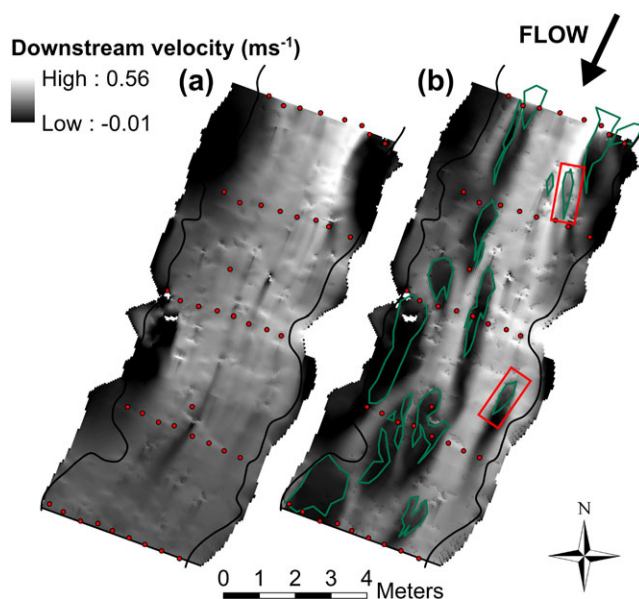 Downstream velocity (ms⁻¹)
High : 0.56
Low : -0.01
(a)
(b)
FLOW
N
0 1 2 3 4
Meters